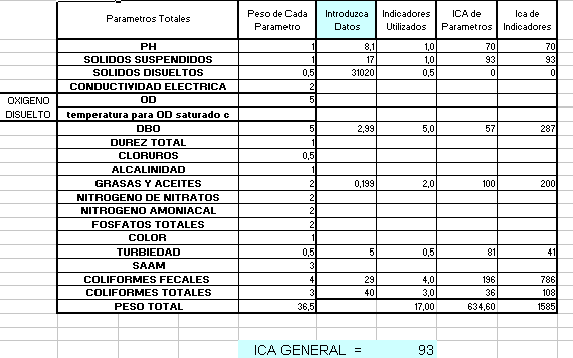 Parametros Totales Peso de Cada Parametro Introduzca Datos Indicadores Utilizados ICA de Parametros Ica de Indicadores
PH 1 8,1 1,0 70 70
SOLIDOS SUSPENDIDOS 1 17 1,0 93 93
SOLIDOS DISUELTOS 0,5 31020 0,5 0 0
CONDUCTIVIDAD ELECTRICA 2
OXIGENO OD 5
DISUELTO temperatura para OD saturado c
DBO 5 2,99 5,0 57 287
DUREZ TOTAL 1
CLORUROS 0,5
ALCALINIDAD 1
GRASAS Y ACEITES 2 0,199 2,0 100 200
NITROGENO DE NITRATOS 2
NITROGENO AMONIACAL 2
FOSFATOS TOTALES 2
COLOR 1
TURBIEDAD 0,5 5 0,5 81 41
SAAM 3
COLIFORMES FECALES 4 29 4,0 196 786
COLIFORMES TOTALES 3 40 3,0 36 108
PESO TOTAL 36,5 17,00 634,60 1585
ICA GENERAL = 93